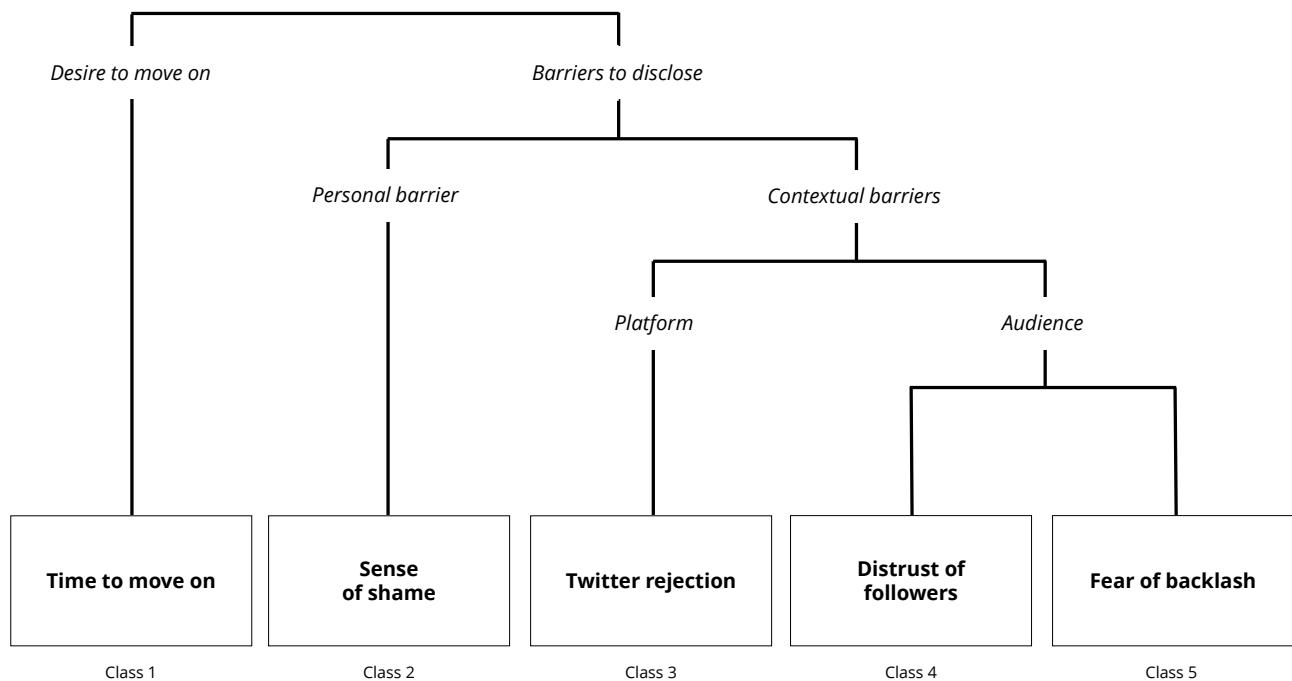 Desire to move on
Barriers to disclose
Personal barrier
Contextual barriers
Platform
Audience
Time to move on
Sense
of shame
Twitter rejection
Distrust of
followers
Fear of backlash
Class 1
Class 2
Class 3
Class 4
Class 5